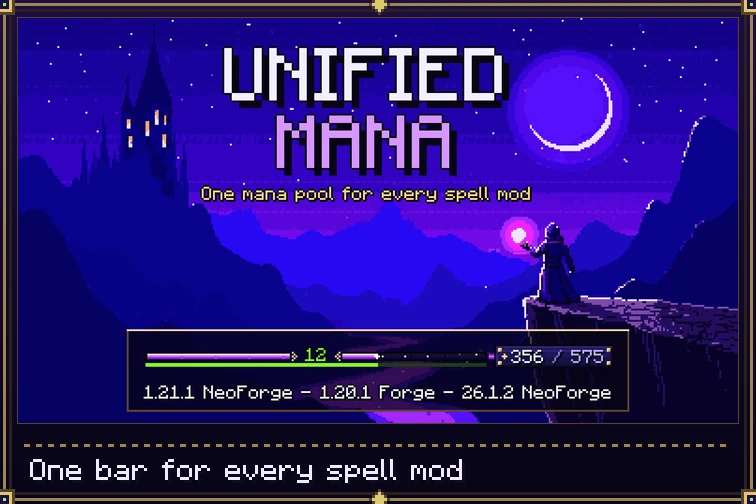 UNIFIED
MANA
One mana pool for every spell mod
12
356 / 575
1.21.1 NeoForge – 1.20.1 Forge – 26.1.2 NeoForge
One bar for every spell mod